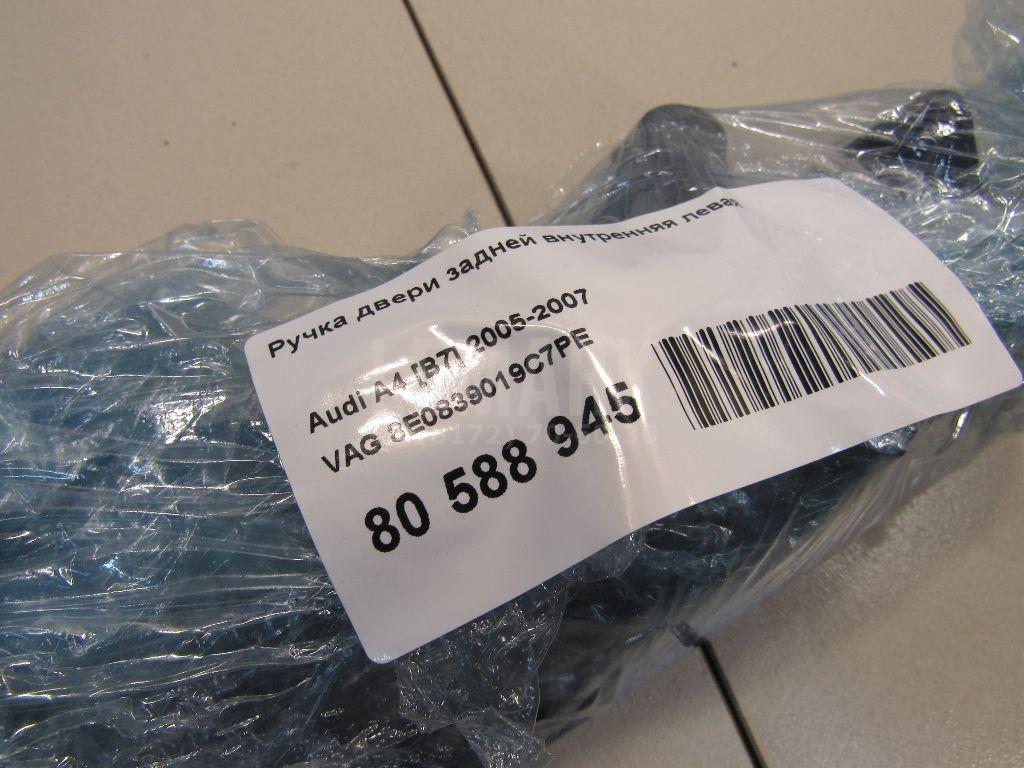 Ручка двери задней внутренняя левая
Audi A4 [B7] 2005-2007
VAG 8E0839019C7PE
80 588 945